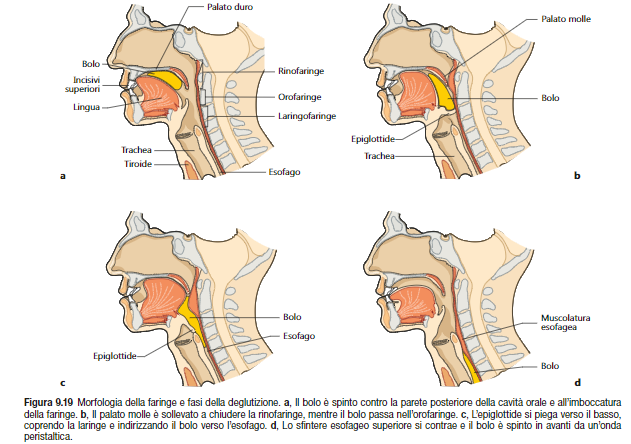 Palato duro
Bolo
Incisivi
superiori
Lingua
Trachea
Tiroide
Rinofaringe
Orofaringe
Laringofaringe
Esofago
a
Palato molle
Bolo
Epiglottide
Trachea
b
Bolo
Esofago
Epiglottide
c
Muscolatura
esofagea
Bolo
d
Figura 9.19 Morfologia della faringe e fasi della deglutizione. a, Il bolo è spinto contro la parete posteriore della cavità orale e all'imboccatura
della faringe. b, Il palato molle è sollevato a chiudere la rinofaringe, mentre il bolo passa nell'orofaringe. c, L'epiglottide si piega verso il basso,
coprendo la laringe e indirizzando il bolo verso l'esofago. d, Lo sfintere esofageo superiore si contrae e il bolo è spinto in avanti da un'onda
peristaltica.